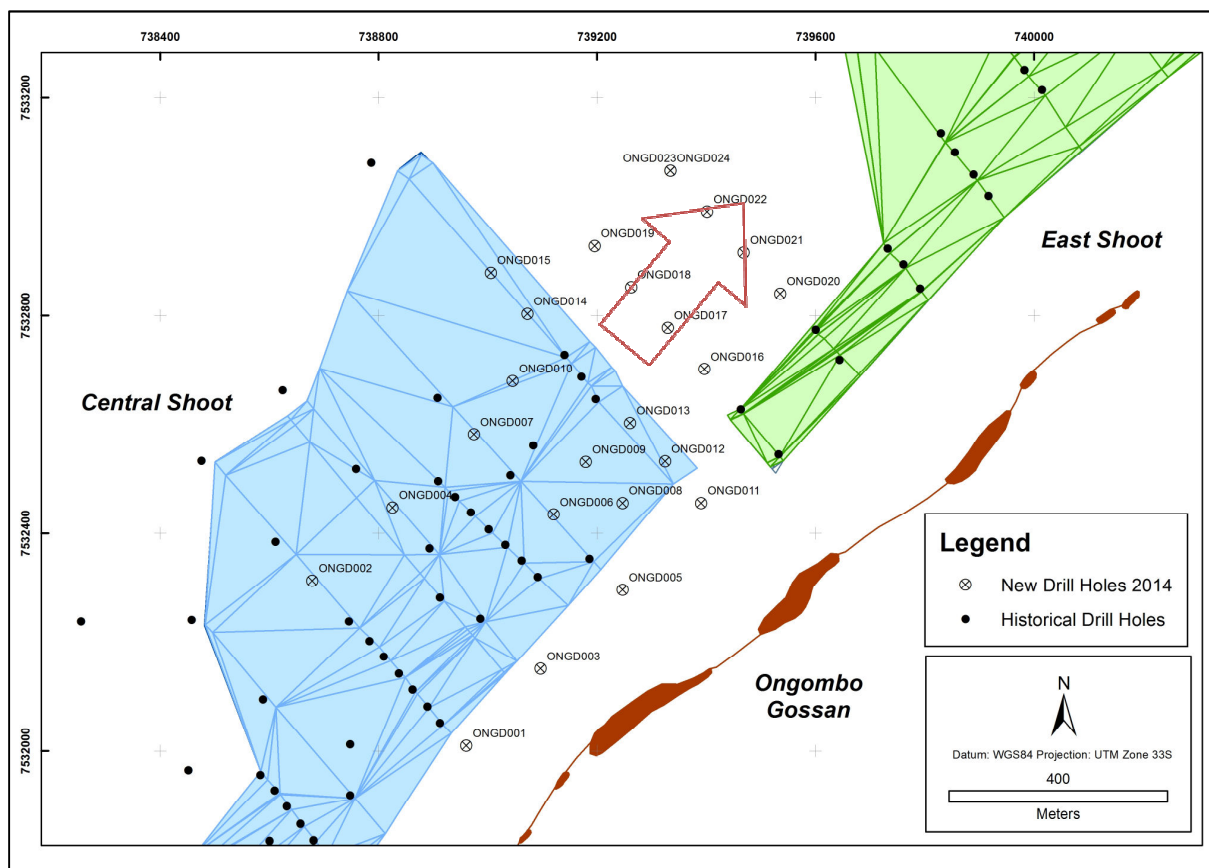 738400
738800
739200
739600
740000
7533200
7532800
7532400
7532000
ONGD023ONGD024
ONGD022
ONGD019
ONGD021
ONGD015
ONGD018
ONGD020
ONGD014
ONGD017
ONGD016
ONGD010
ONGD013
ONGD007
ONGD009
ONGD012
ONGD004
ONGD006
ONGD008
ONGD011
ONGD002
ONGD005
ONGD003
ONGD001
East Shoot
Central Shoot
Ongombo
Gossan
Legend
New Drill Holes 2014
Historical Drill Holes
N
Datum: WGS84 Projection: UTM Zone 33S
400
Meters